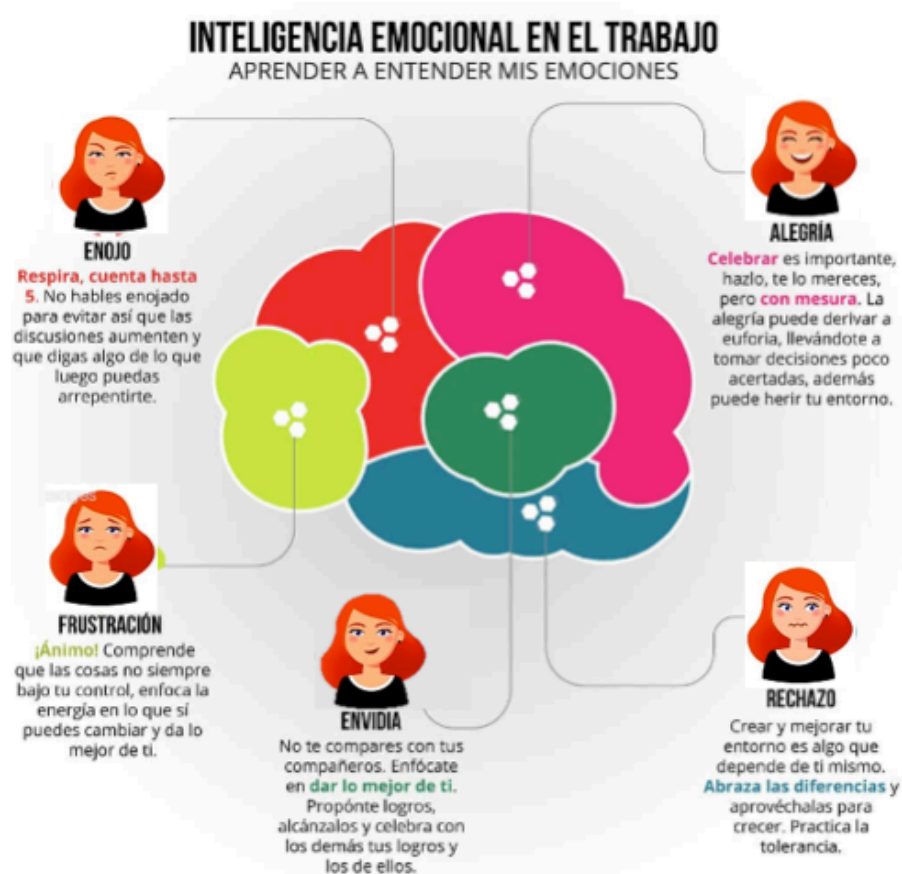 INTELIGENCIA EMOCIONAL EN EL TRABAJO
APRENDER A ENTENDER MIS EMOCIONES
ENOJO
Respira, cuenta hasta
5. No hables enojado
para evitar así que las
discusiones aumenten y
que digas algo de lo que
luego puedas
arrepentirte.
ALEGRÍA
Celebrar es importante,
hazlo, te lo mereces,
pero con mesura. La
alegría puede derivar a
euforia, llevándote a
tomar decisiones poco
acertadas, además
puede herir tu entorno.
FRUSTRACIÓN
¡Ánimo! Comprende
que las cosas no siempre
bajo tu control, enfoca la
energía en lo que sí
puedes cambiar y da lo
mejor de ti.
ENVIDIA
No te compares con tus
compañeros. Enfócate
en dar lo mejor de ti.
Propónte logros,
alcánzalos y celebra con
los demás tus logros y
los de ellos.
RECHAZO
Crear y mejorar tu
entorno es algo que
depende de ti mismo.
Abraza las diferencias y
aprovéchalas para
crecer. Practica la
tolerancia.